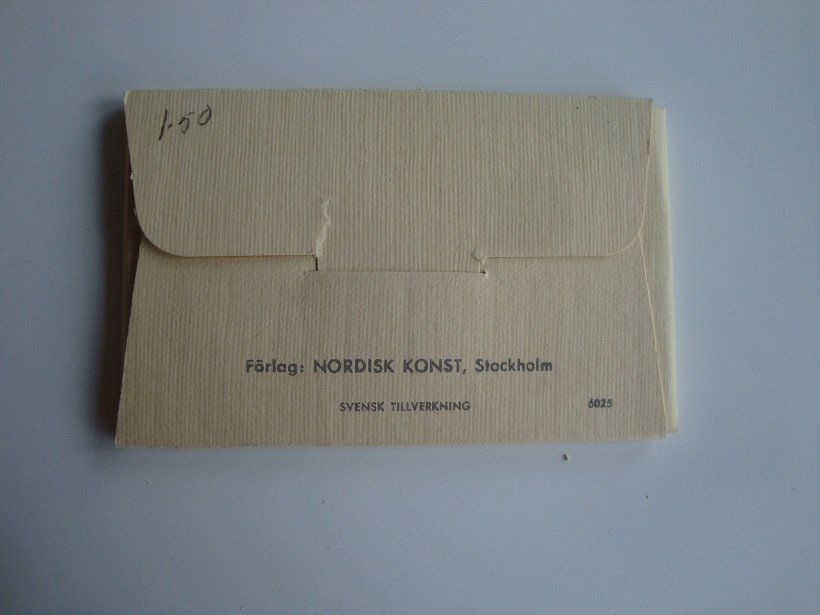 1.50
Förlag: NORDISK KONST, Stockholm
SVENSK TILLVERKNING
6025